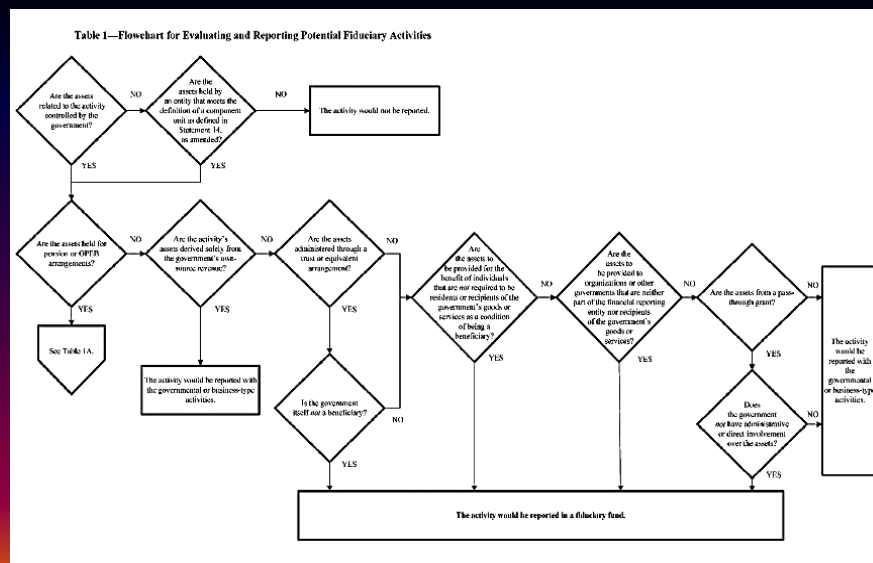 Table 1—Flowchart for Evaluating and Reporting Potential Fiduciary Activities
Are the assets
related to the activity
controlled by the
government?
NO
YES
Are the
assets held by
an entity that meets the
definition of a component
unit as defined in
Statement 14,
as amended?
NO
YES
The activity would not be reported.
Are the assets held for
pension or OPEB
arrangements?
NO
YES
See Table 1A.
Are the activity's
assets derived solely from
the government's own-
source revenue?
NO
YES
The activity would be reported with
the governmental or business-type
activities.
Are the assets
administered through a
trust or equivalent
arrangement?
NO
YES
Is the government
itself not a beneficiary?
NO
YES
Are
the assets to
be provided for the
benefit of individuals
that are not required to be
residents or recipients of the
government's goods or
services as a condition
of being a
beneficiary?
NO
YES
Are the
assets to
be provided to
organizations or other
governments that are neither
part of the financial reporting
entity nor recipients
of the government's
goods or
services?
NO
YES
Are the assets from a pass-
through grant?
NO
YES
Does
the government
not have administrative
or direct involvement
over the assets?
NO
YES
The activity
would be
reported with
the
governmental
or business-type
activities.
The activity would be reported in a fiduciary fund.